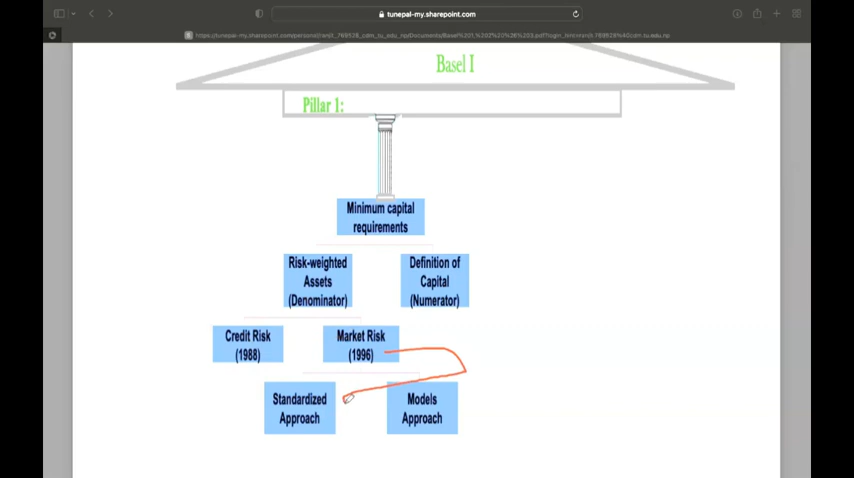 tunepal-my.sharepoint.com
Basel I
Pillar 1:
Minimum capital
requirements
Risk-weighted
Assets
(Denominator)
Definition of
Capital
(Numerator)
Credit Risk
(1988)
Market Risk
(1996)
Standardized
Approach
Models
Approach